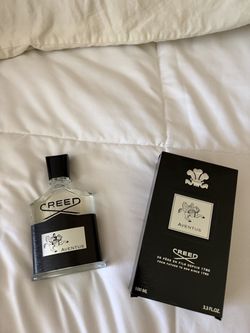 CREED
AVENTUS
AVENTUS
CREED
DE PÈRE EN FILS DEPUIS 1760
FROM FATHER TO SON SINCE 1760
100 ML
3.3 FL.OZ.